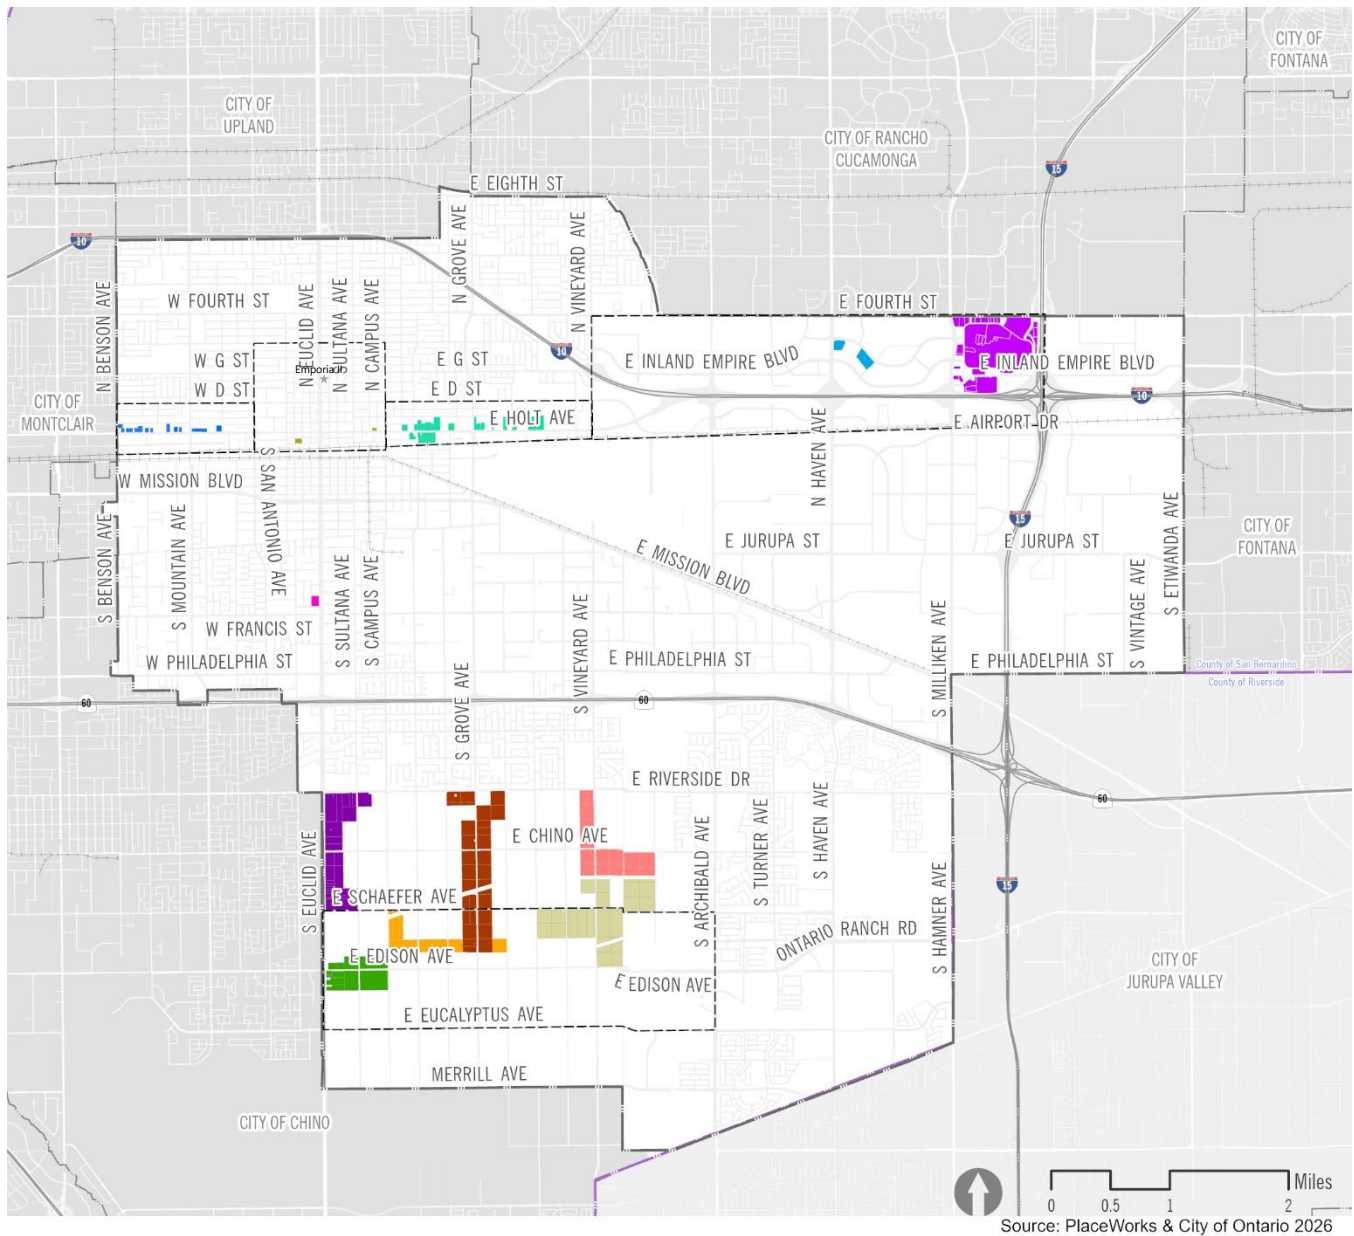 CITY OF
FONTANA
CITY OF
UPLAND
CITY OF RANCHO
CUCAMONGA
15
E EIGHTH ST
10
N GROVE AVE
N VINEYARD AVE
N BENSON AVE
W FOURTH ST
N EUCLID AVE
N SULTANA AVE
N CAMPUS AVE
E FOURTH ST
W G ST
E G ST
10
E INLAND EMPIRE BLVD
E INLAND EMPIRE BLVD
W D ST
E D ST
10
CITY OF
MONTCLAIR
E HOLT AVE
E AIRPORT DR
N HAVEN AVE
W MISSION BLVD
S SAN ANTONIO AVE
S BENSON AVE
S MOUNTAIN AVE
15
CITY OF
FONTANA
S ETIWANDA AVE
E MISSION BLVD
E JURUPA ST
E JURUPA ST
S SULTANA AVE
S CAMPUS AVE
S VINTAGE AVE
W FRANCIS ST
S VINEYARD AVE
S MILLIKEN AVE
W PHILADELPHIA ST
E PHILADELPHIA ST
E PHILADELPHIA ST
County of San Bernardino
County of Riverside
60
60
S GROVE AVE
E RIVERSIDE DR
60
S EUCLID AVE
E CHINO AVE
S ARCHIBALD AVE
S TURNER AVE
S HAVEN AVE
S HAMNER AVE
15
E SCHAEFER AVE
ONTARIO RANCH RD
E EDISON AVE
E EDISON AVE
CITY OF
JURUPA VALLEY
E EUCALYPTUS AVE
MERRILL AVE
CITY OF CHINO
Miles
0 0.5 1 2
Source: PlaceWorks & City of Ontario 2026